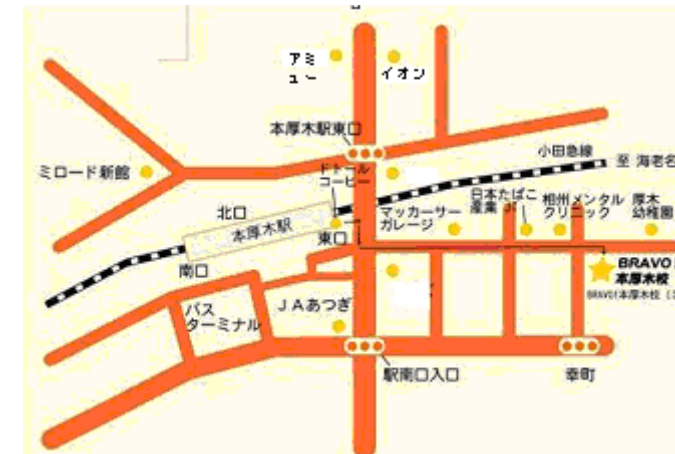 アミ
ュー
イオン
本厚木駅東口
小田急線
至 海老名
ミロード新館
ドトール
コーヒー
北口
本厚木駅
東口
マッカーサー
ガレージ
日本たばこ
産業
相州メンタル
クリニック
厚木
幼稚園
南口
BRAVO
本厚木校
BRAVO!本厚木校
バス
ターミナル
JAあつぎ
駅南口入口
幸町